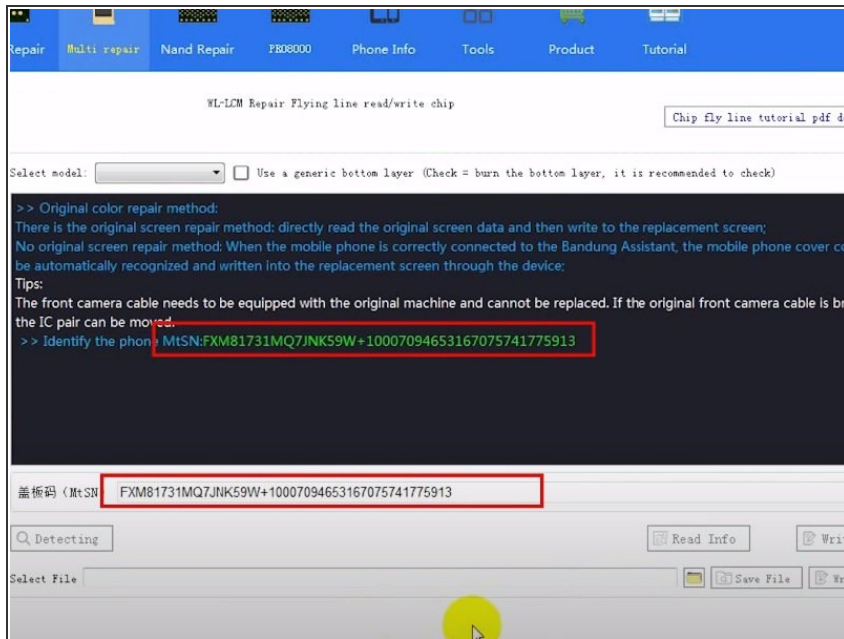 Repair Multi repair Nand Repair PRO8000 Phone Info Tools Product Tutorial
WL-LCM Repair Flying line read/write chip
Chip fly line tutorial pdf d
Select model: Use a generic bottom layer (Check = burn the bottom layer, it is recommended to check)
>> Original color repair method:
There is the original screen repair method: directly read the original screen data and then write to the replacement screen;
No original screen repair method: When the mobile phone is correctly connected to the Bandung Assistant, the mobile phone cover co
be automatically recognized and written into the replacement screen through the device;
Tips:
The front camera cable needs to be equipped with the original machine and cannot be replaced. If the original front camera cable is br
the IC pair can be moved.
>> Identify the phone MtSN:FXM81731MQ7JNK59W+10007094653167075741775913
盖板码 (MtSN FXM81731MQ7JNK59W+10007094653167075741775913
Detecting Read Info Wri
Select File Save File Wr